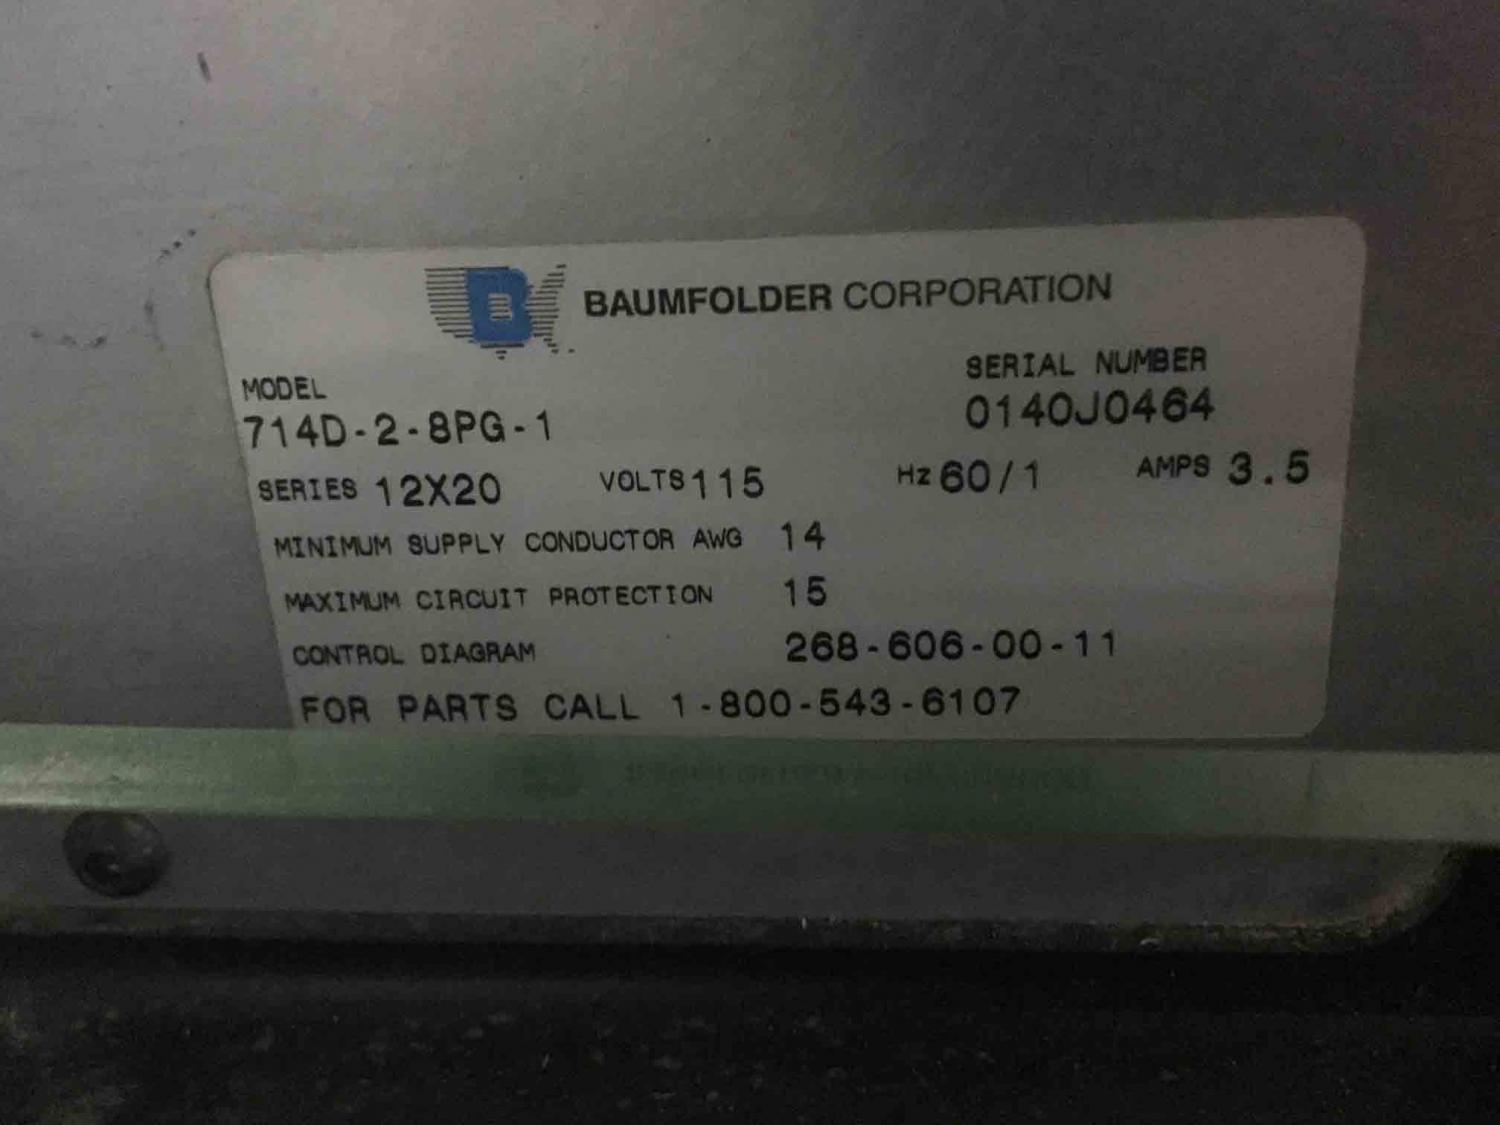 B
BAUMFOLDER CORPORATION
MODEL
SERIAL NUMBER
714D-2-8PG-1
0140J0464
SERIES 12X20 VOLTS 115 Hz 60/1 AMPS 3.5
MINIMUM SUPPLY CONDUCTOR AWG 14
MAXIMUM CIRCUIT PROTECTION 15
CONTROL DIAGRAM 268-606-00-11
FOR PARTS CALL 1-800-543-6107